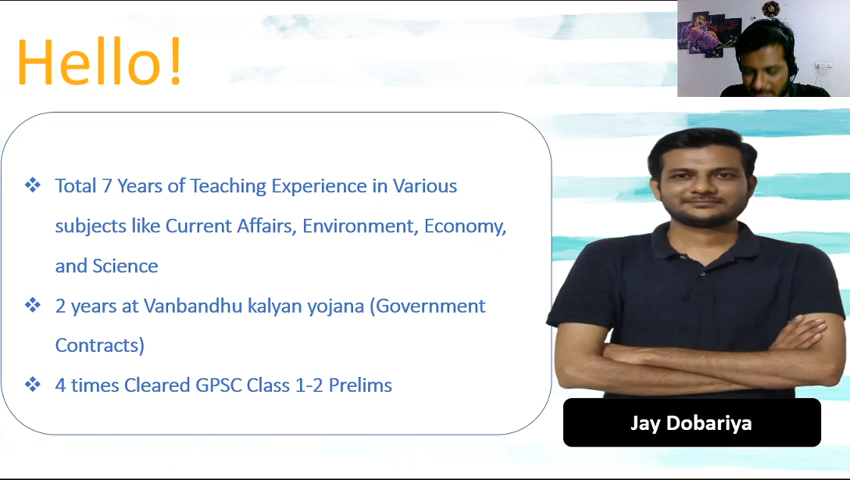 Hello!
Total 7 Years of Teaching Experience in Various
subjects like Current Affairs, Environment, Economy,
and Science
2 years at Vanbandhu kalyan yojana (Government
Contracts)
4 times Cleared GPSC Class 1-2 Prelims
Jay Dobariya